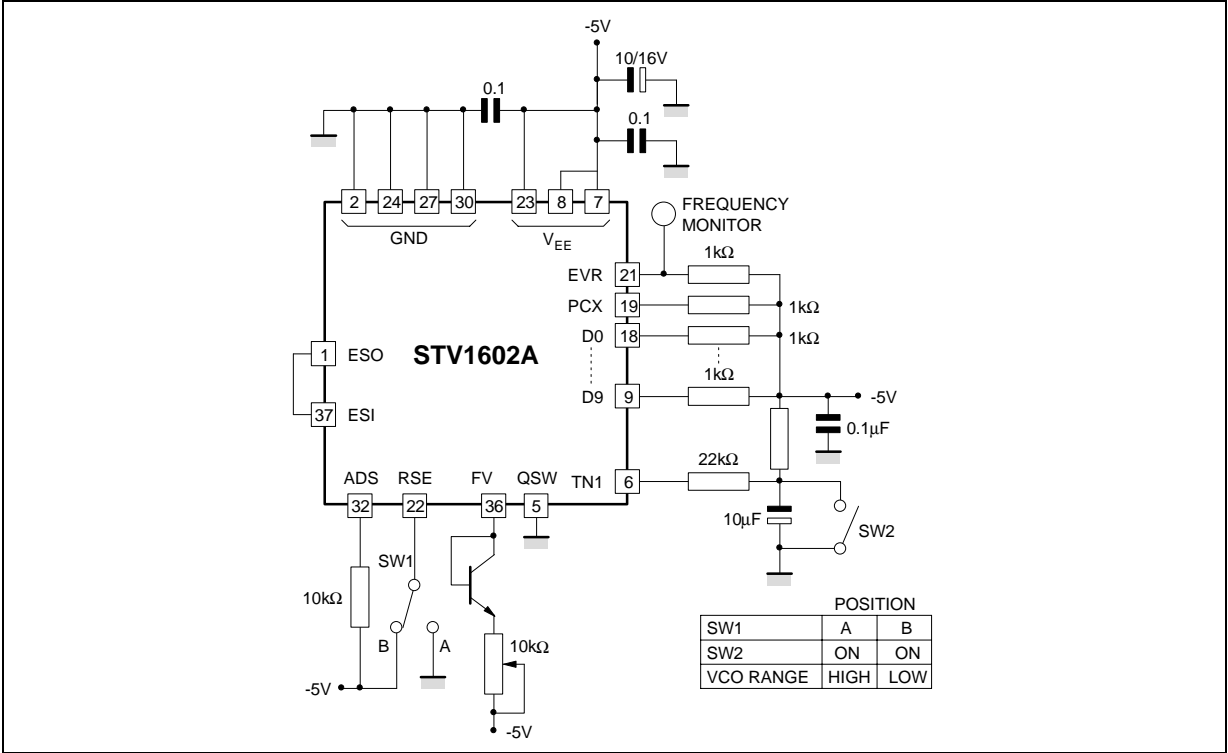 -5V
10/16V
0.1
0.1
2 24 27 30 23 8 7
GND
VEE
FREQUENCY
MONITOR
1kΩ
EVR 21
PCX 19
1kΩ
D0 18
1kΩ
1kΩ
D9 9
-5V
0.1µF
1 ESO
STV1602A
37 ESI
22kΩ
TN1 6
ADS RSE FV QSW
32 22 36 5
10µF
SW2
SW1
10kΩ
B A
10kΩ
-5V
-5V
POSITION
SW1 A B
SW2 ON ON
VCO RANGE HIGH LOW